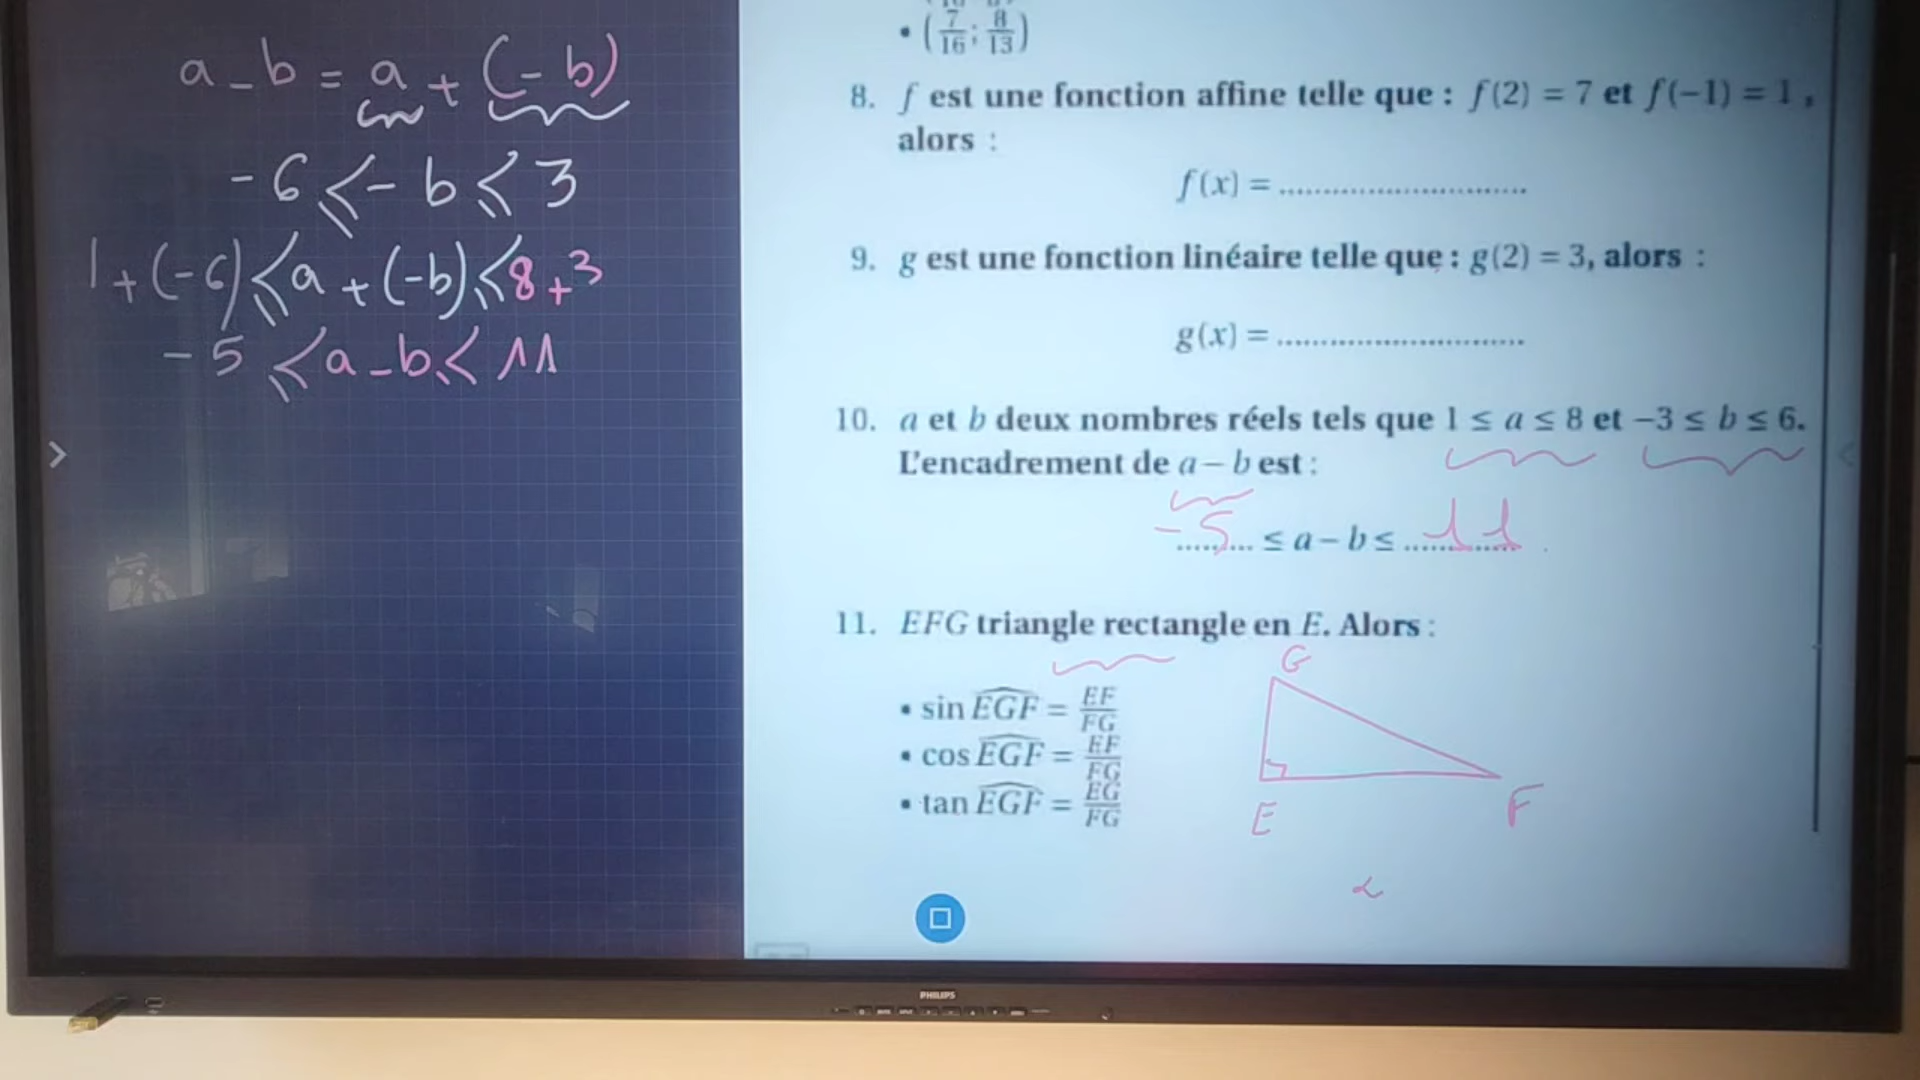 a - b = a + (- b)
- 6 ⩽ - b ⩽ 3
1 + (-6) ⩽ a + (-b) ⩽ 8 + 3
- 5 ⩽ a - b ⩽ 11
• (7/16 ; 8/13)
8. f est une fonction affine telle que : f(2) = 7 et f(−1) = 1 ,
alors :
f(x) = ............................
9. g est une fonction linéaire telle que : g(2) = 3, alors :
g(x) = ............................
10. a et b deux nombres réels tels que 1 ≤ a ≤ 8 et −3 ≤ b ≤ 6.
L'encadrement de a − b est :
-5 ≤ a − b ≤ 11
11. EFG triangle rectangle en E. Alors :
G
• sin EGF = EF/FG
• cos EGF = EF/FG
• tan EGF = EG/FG
E F
PHILIPS